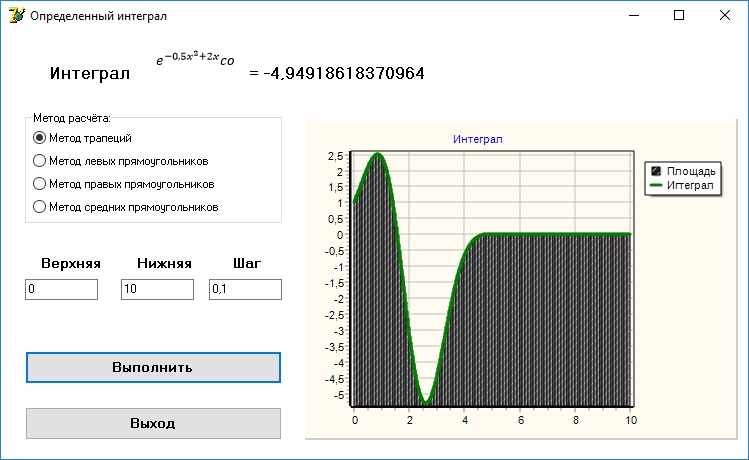 Определенный интеграл
Интеграл e^{-0,5x^2+2x}co = -4,94918618370964
Метод расчёта:
Метод трапеций
Метод левых прямоугольников
Метод правых прямоугольников
Метод средних прямоугольников
Верхняя Нижняя Шаг
0 10 0,1
Выполнить
Выход
Интеграл
2,5
2
1,5
1
0,5
0
-0,5
-1
-1,5
-2
-2,5
-3
-3,5
-4
-4,5
-5
0 2 4 6 8 10
Площадь
Иггеграл